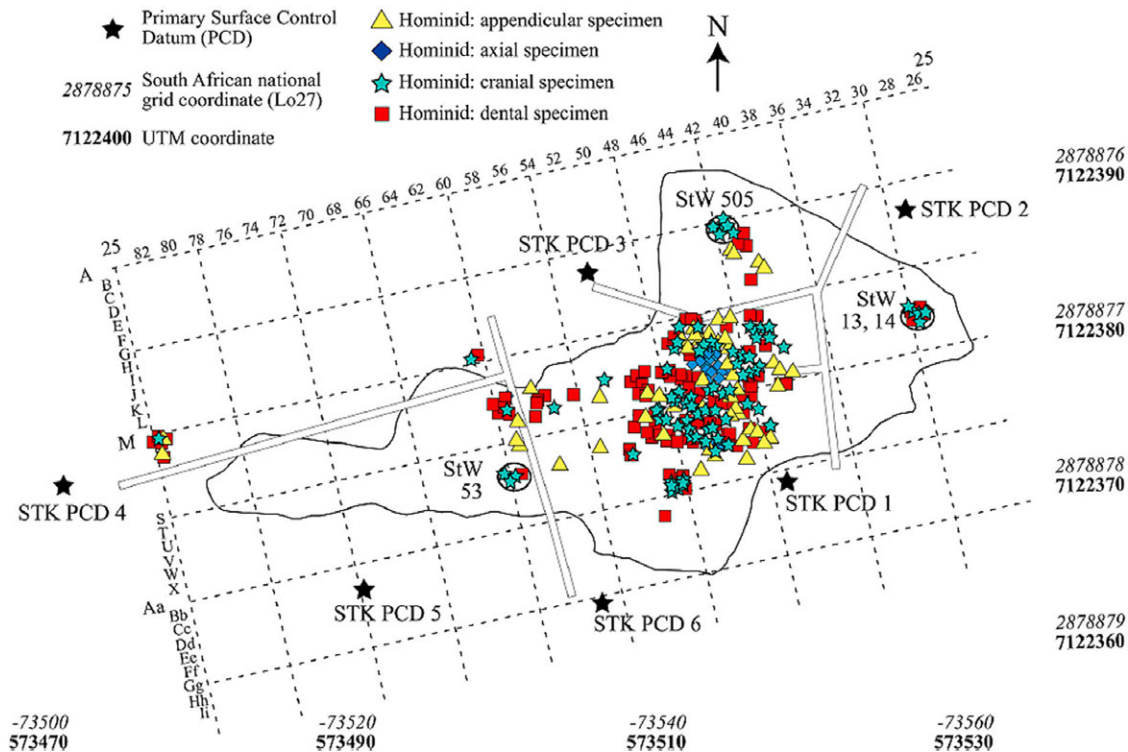 Primary Surface Control
Datum (PCD)
2878875
South African national
grid coordinate (Lo27)
7122400 UTM coordinate
Hominid: appendicular specimen
Hominid: axial specimen
Hominid: cranial specimen
Hominid: dental specimen
N
25
82 80 78 76 74 72 70 68 66 64 62 60 58 56 54 52 50 48 46 44 42 40 38 36 34 32 30 28 26
25
A
B
C
D
E
F
G
H
I
J
K
L
M
S
T
U
V
W
X
Aa
Bb
Cc
Dd
Ee
Ff
Gg
Hh
Ii
StW 505
STK PCD 2
STK PCD 3
StW
13, 14
StW
53
STK PCD 4
STK PCD 1
STK PCD 5
STK PCD 6
2878876
7122390
2878877
7122380
2878878
7122370
2878879
7122360
-73500
573470
-73520
573490
-73540
573510
-73560
573530